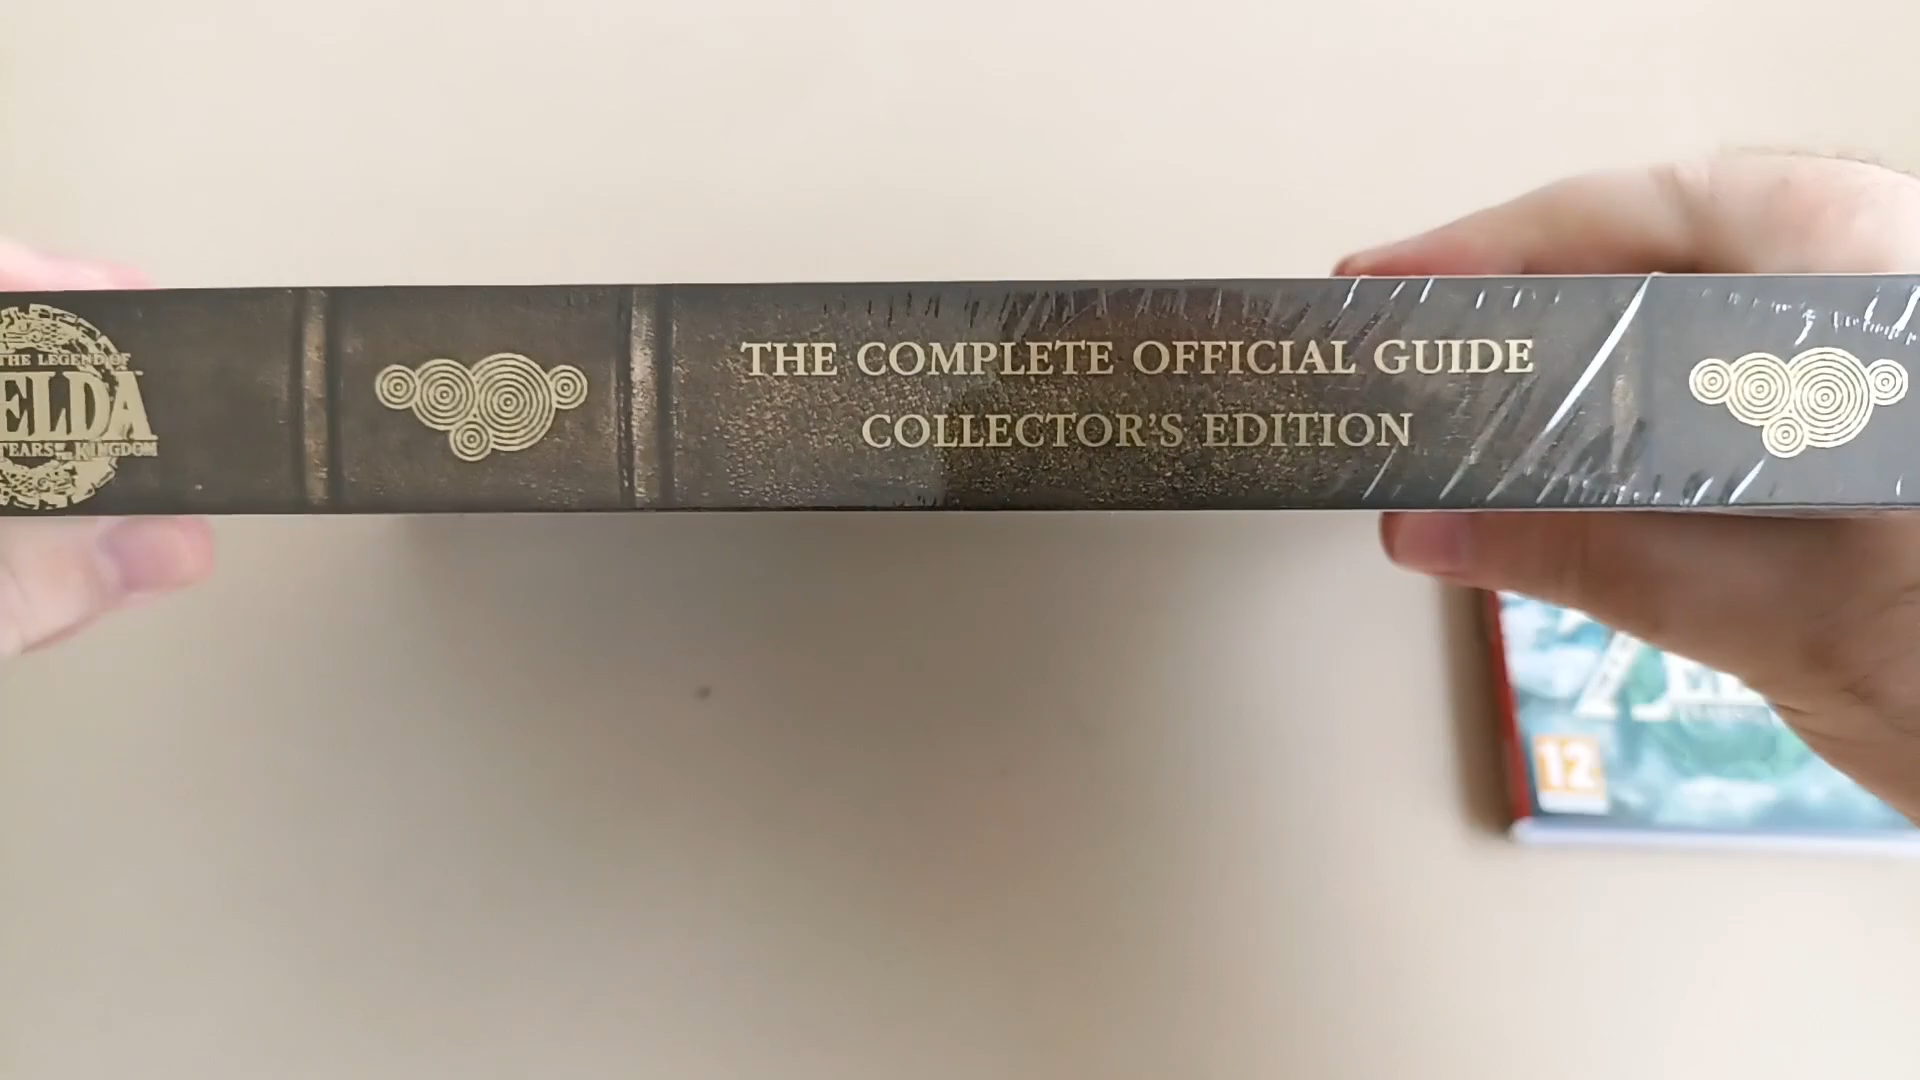 THE LEGEND OF
ELDA
TEARS OF THE KINGDOM
THE COMPLETE OFFICIAL GUIDE
COLLECTOR'S EDITION
12